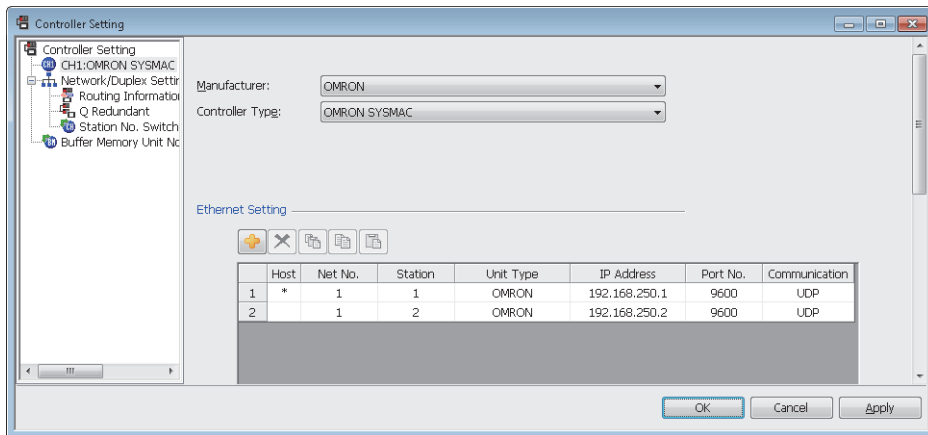 Controller Setting
Controller Setting
CH1:OMRON SYSMAC
Network/Duplex Settir
Routing Information
Q Redundant
Station No. Switch
Buffer Memory Unit No
Manufacturer: OMRON
Controller Type: OMRON SYSMAC
Ethernet Setting
Host Net No. Station Unit Type IP Address Port No. Communication
1 * 1 1 OMRON 192.168.250.1 9600 UDP
2 1 2 OMRON 192.168.250.2 9600 UDP
OK Cancel Apply